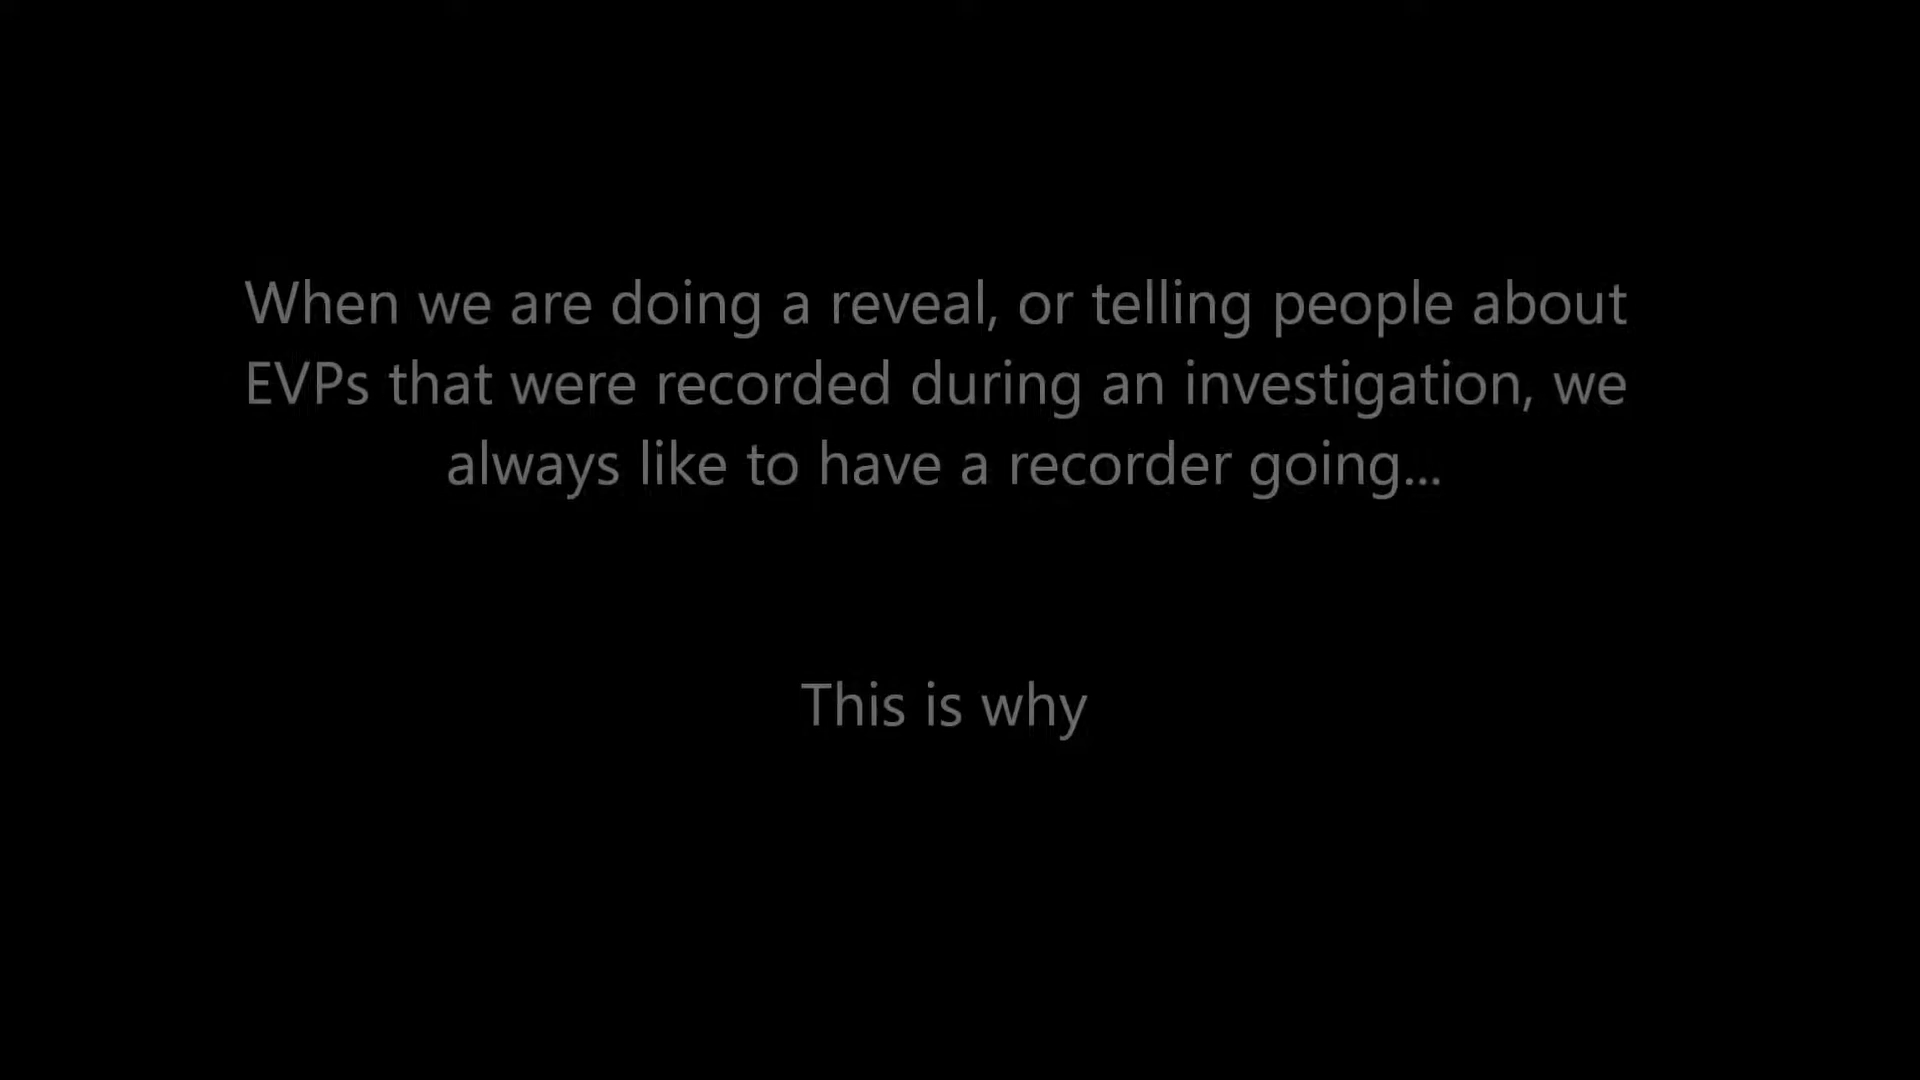 When we are doing a reveal, or telling people about
EVPs that were recorded during an investigation, we
always like to have a recorder going...
This is why